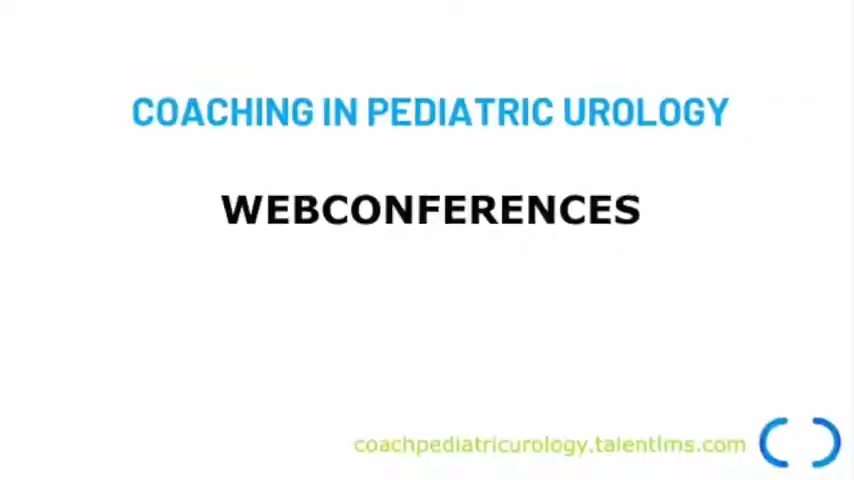 COACHING IN PEDIATRIC UROLOGY
WEBCONFERENCES
coachpediatricurology.talentlms.com